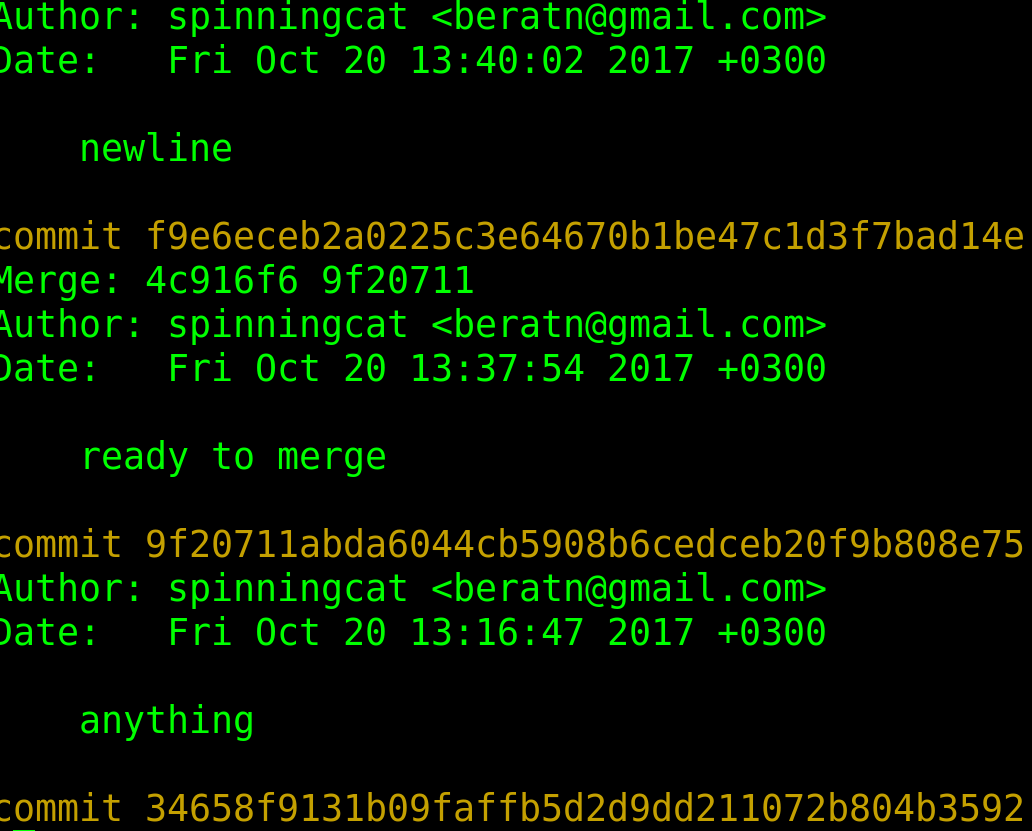 Author: spinningcat <beratn@gmail.com>
Date:   Fri Oct 20 13:40:02 2017 +0300
newline
commit f9e6eceb2a0225c3e64670b1be47c1d3f7bad14e
Merge: 4c916f6 9f20711
Author: spinningcat <beratn@gmail.com>
Date:   Fri Oct 20 13:37:54 2017 +0300
ready to merge
commit 9f20711abda6044cb5908b6cedceb20f9b808e75
Author: spinningcat <beratn@gmail.com>
Date:   Fri Oct 20 13:16:47 2017 +0300
anything
commit 34658f9131b09faffb5d2d9dd211072b804b3592